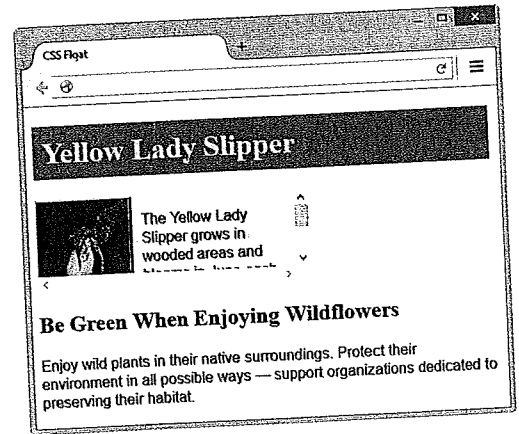 CSS Float
Yellow Lady Slipper
The Yellow Lady
Slipper grows in
wooded areas and
Be Green When Enjoying Wildflowers
Enjoy wild plants in their native surroundings. Protect their
environment in all possible ways — support organizations dedicated to
preserving their habitat.